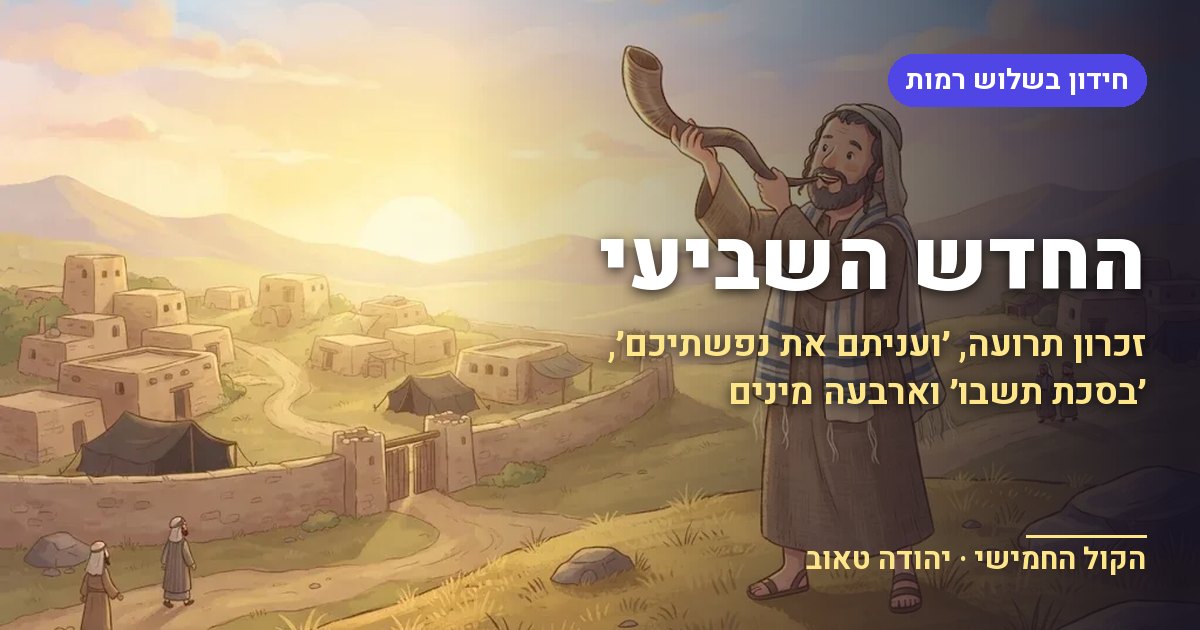 חידון בשלוש רמות
החדש השביעי
זכרון תרועה, ׳ועניתם את נפשתיכם׳,
׳בסכת תשבו׳ וארבעה מינים
הקול החמישי · יהודה טאוב